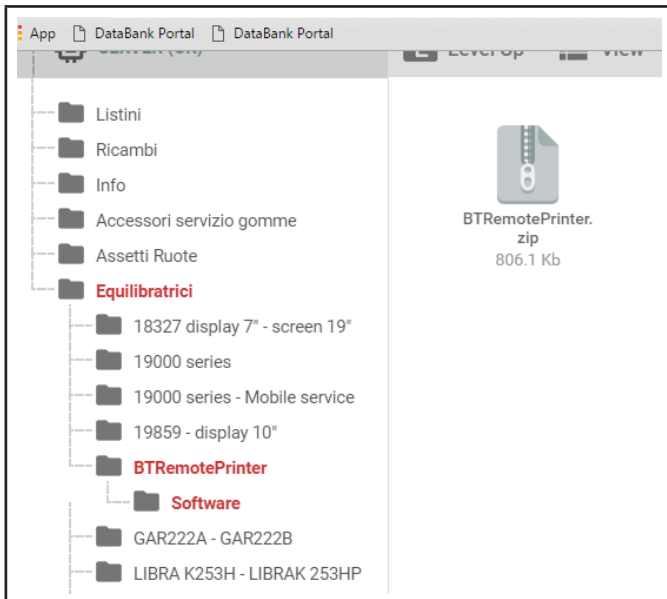 App DataBank Portal DataBank Portal
SERVER (UK) Level Up View
Listini
Ricambi
Info
Accessori servizio gomme
Assetti Ruote
Equilibratrici
18327 display 7" - screen 19"
19000 series
19000 series - Mobile service
19859 - display 10"
BTRemotePrinter
Software
GAR222A - GAR222B
LIBRA K253H - LIBRAK 253HP
BTRemotePrinter.
zip
806.1 Kb